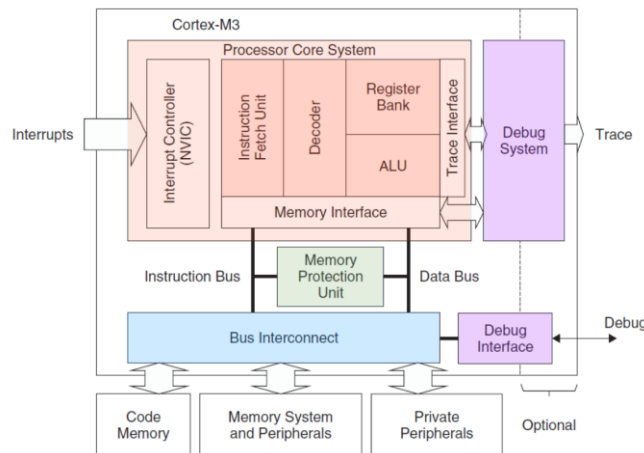 Cortex-M3
Processor Core System
Interrupts
Interrupt Controller
(NVIC)
Instruction
Fetch Unit
Decoder
Register
Bank
ALU
Trace Interface
Memory Interface
Debug
System
Trace
Instruction Bus
Memory
Protection
Unit
Data Bus
Bus Interconnect
Debug
Interface
Debug
Code
Memory
Memory System
and Peripherals
Private
Peripherals
Optional